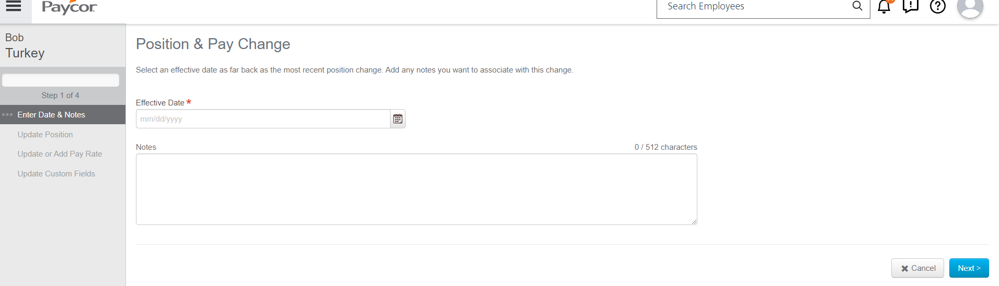 Paycor
Search Employees
Bob
Turkey
Step 1 of 4
Enter Date & Notes
Update Position
Update or Add Pay Rate
Update Custom Fields
Position & Pay Change
Select an effective date as far back as the most recent position change. Add any notes you want to associate with this change.
Effective Date *
mm/dd/yyyy
Notes
0 / 512 characters
Cancel
Next >